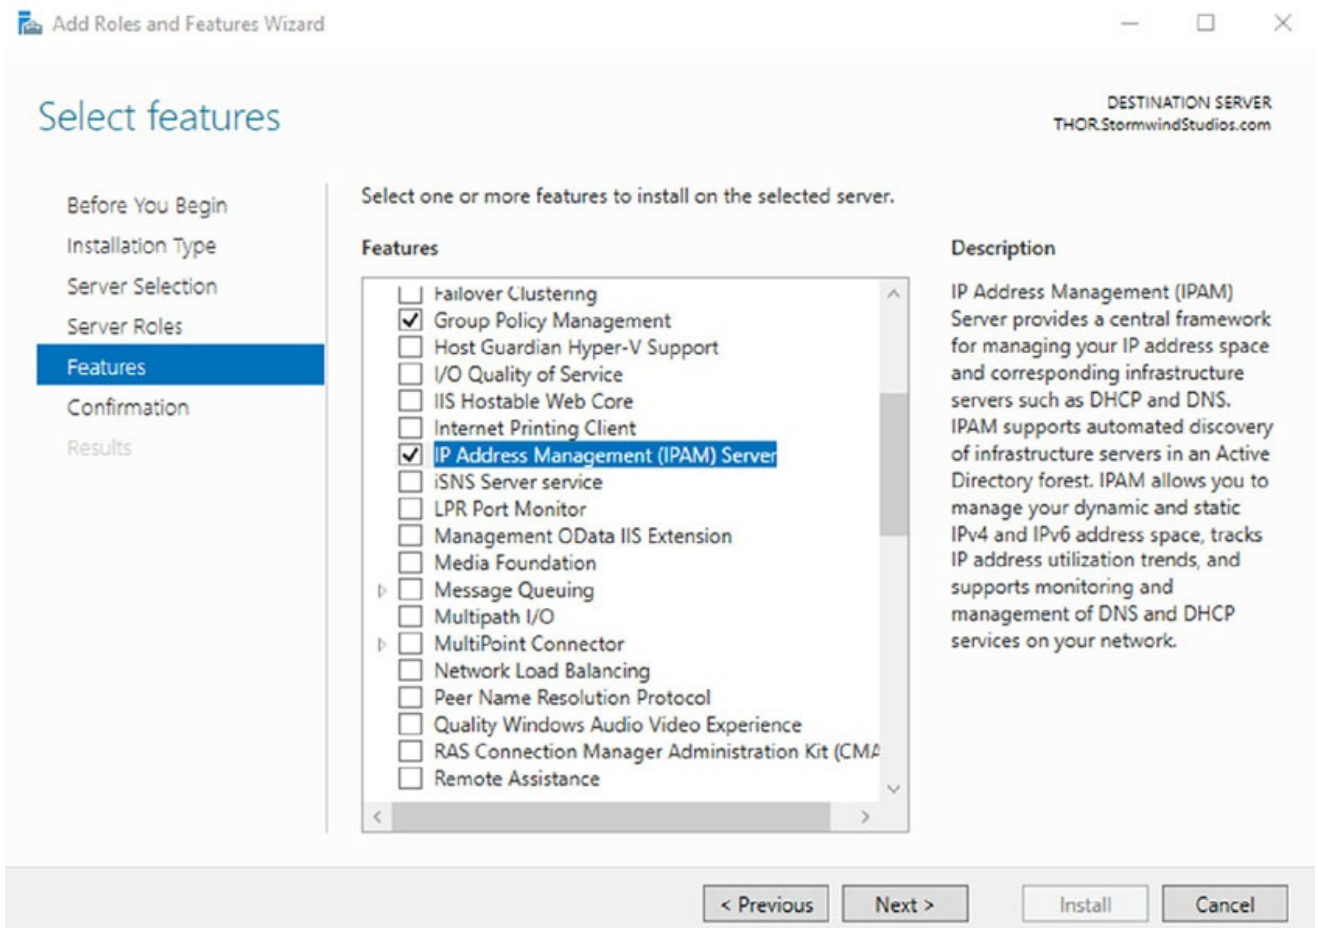 Add Roles and Features Wizard
Select features
DESTINATION SERVER
THOR.StormwindStudios.com
Before You Begin
Installation Type
Server Selection
Server Roles
Features
Confirmation
Results
Select one or more features to install on the selected server.
Features
Failover Clustering
Group Policy Management
Host Guardian Hyper-V Support
I/O Quality of Service
IIS Hostable Web Core
Internet Printing Client
IP Address Management (IPAM) Server
iSNS Server service
LPR Port Monitor
Management OData IIS Extension
Media Foundation
Message Queuing
Multipath I/O
MultiPoint Connector
Network Load Balancing
Peer Name Resolution Protocol
Quality Windows Audio Video Experience
RAS Connection Manager Administration Kit (CMA
Remote Assistance
Description
IP Address Management (IPAM)
Server provides a central framework
for managing your IP address space
and corresponding infrastructure
servers such as DHCP and DNS.
IPAM supports automated discovery
of infrastructure servers in an Active
Directory forest. IPAM allows you to
manage your dynamic and static
IPv4 and IPv6 address space, tracks
IP address utilization trends, and
supports monitoring and
management of DNS and DHCP
services on your network.
< Previous
Next >
Install
Cancel